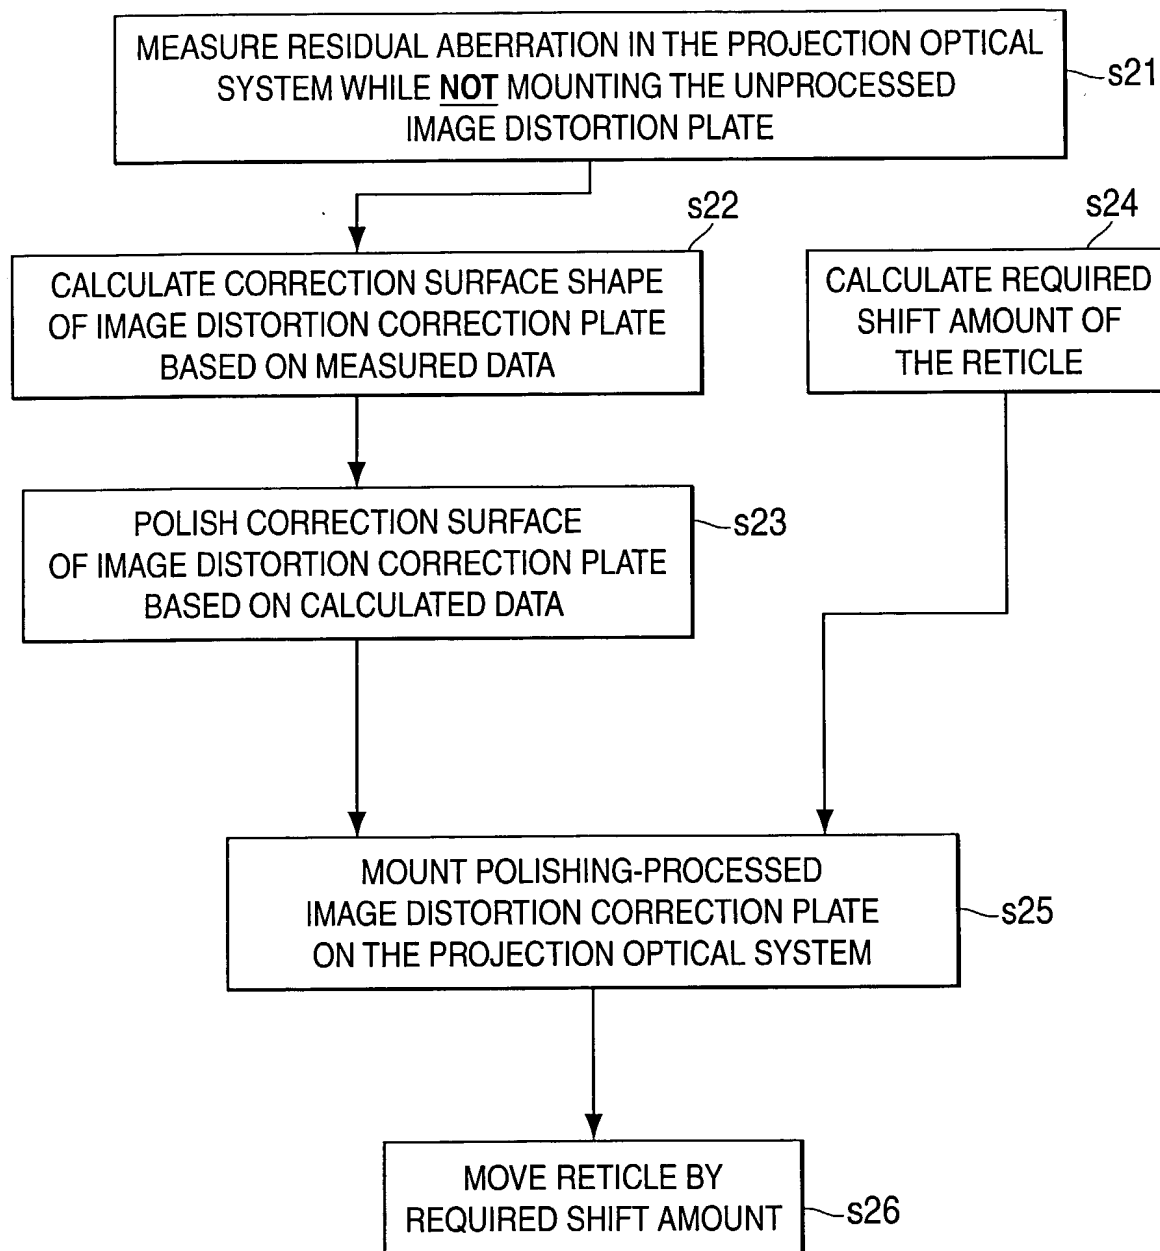 MEASURE RESIDUAL ABERRATION IN THE PROJECTION OPTICAL
SYSTEM WHILE NOT MOUNTING THE UNPROCESSED
IMAGE DISTORTION PLATE
s21
s22
CALCULATE CORRECTION SURFACE SHAPE
OF IMAGE DISTORTION CORRECTION PLATE
BASED ON MEASURED DATA
s24
CALCULATE REQUIRED
SHIFT AMOUNT OF
THE RETICLE
POLISH CORRECTION SURFACE
OF IMAGE DISTORTION CORRECTION PLATE
BASED ON CALCULATED DATA
s23
MOUNT POLISHING-PROCESSED
IMAGE DISTORTION CORRECTION PLATE
ON THE PROJECTION OPTICAL SYSTEM
s25
MOVE RETICLE BY
REQUIRED SHIFT AMOUNT
s26